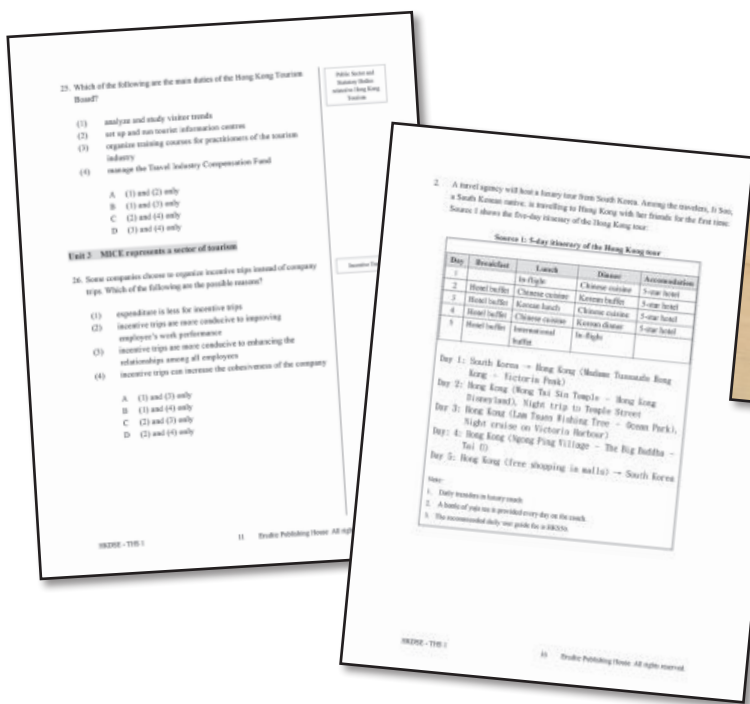 25. Which of the following are the main duties of the Hong Kong Tourism
Board?
(1) analyze and study visitor trends
(2) set up and run tourist information centres
(3) organize training courses for practitioners of the tourism
industry
(4) manage the Travel Industry Compensation Fund
A (1) and (2) only
B (1) and (3) only
C (2) and (4) only
D (3) and (4) only
Public Sector and
Statutory Bodies
Hong Kong
Tourism
Unit 3 MICE represents a sector of tourism
26. Some companies choose to organize incentive trips instead of company
trips. Which of the following are the possible reasons?
Incentive
(1) expenditure is less for incentive trips
(2) incentive trips are more conducive to improving
employee's work performance
(3) incentive trips are more conducive to enhancing the
relationships among all employees
(4) incentive trips can increase the cohesiveness of the company
A (1) and (3) only
B (1) and (4) only
C (2) and (3) only
D (2) and (4) only
HKDSE - THS 1
11 Erudite Publishing House. All
2. A travel agency will host a luxury tour from South Korea. Among the travelers, Ji Soo,
a South Korean native, is travelling to Hong Kong with her friends for the first time.
Source 1 shows the five-day itinerary of the Hong Kong tour:
Source 1: 5-day itinerary of the Hong Kong tour
Day Breakfast Lunch Dinner Accomodation
1 In-flight Chinese cuisine 5-star hotel
2 Hotel buffet Chinese cuisine Korean buffet 5-star hotel
3 Hotel buffet Korean lunch Chinese cuisine 5-star hotel
4 Hotel buffet Chinese cuisine Korean dinner 5-star hotel
5 Hotel buffet International In-flight
buffet
Day 1: South Korea → Hong Kong (Madame Tussauds Hong
Kong - Victoria Peak)
Day 2: Hong Kong (Wong Tai Sin Temple - Hong Kong
Disneyland), Night trip to Temple Street
Day 3: Hong Kong (Lam Tsuen Wishing Tree - Ocean Park),
Night cruise on Victoria Harbour)
Day: 4: Hong Kong (Ngong Ping Village - The Big Buddha -
Tai O)
Day 5: Hong Kong (free shopping in malls) → South Korea
Note:
1. Daily transfers in luxury coach
2. A bottle of yuja tea is provided every day on the coach
3. The recommended daily tour guide fee is
HKDSE - THS 1
Erudite Publishing House. All rights reserved.